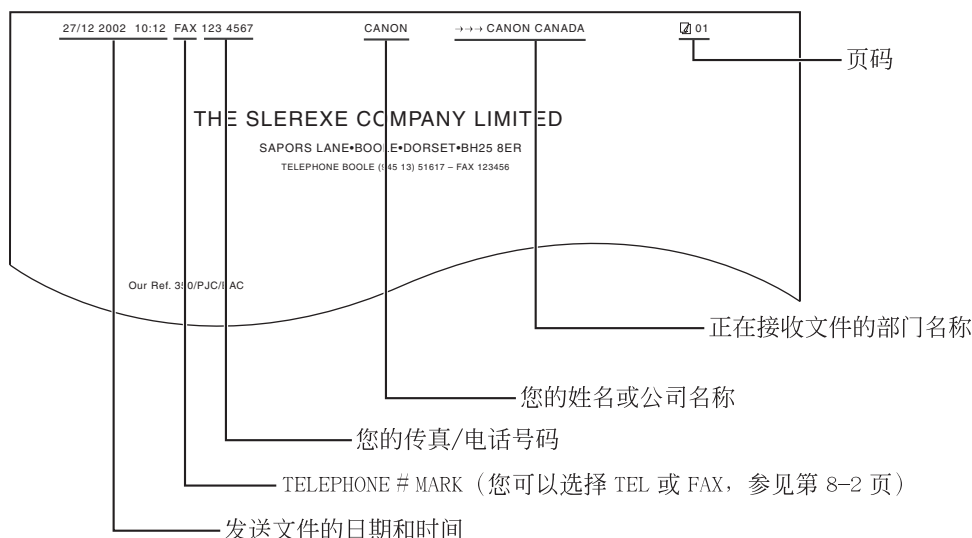 27/12 2002 10:12 FAX 123 4567 CANON →→→ CANON CANADA 01
页码
THE SLEREXE COMPANY LIMITED
SAPORS LANE•BOOLE•DORSET•BH25 8ER
TELEPHONE BOOLE (945 13) 51617 – FAX 123456
Our Ref. 350/PJC/EAC
正在接收文件的部门名称
您的姓名或公司名称
您的传真/电话号码
TELEPHONE # MARK（您可以选择 TEL 或 FAX，参见第 8-2 页）
发送文件的日期和时间